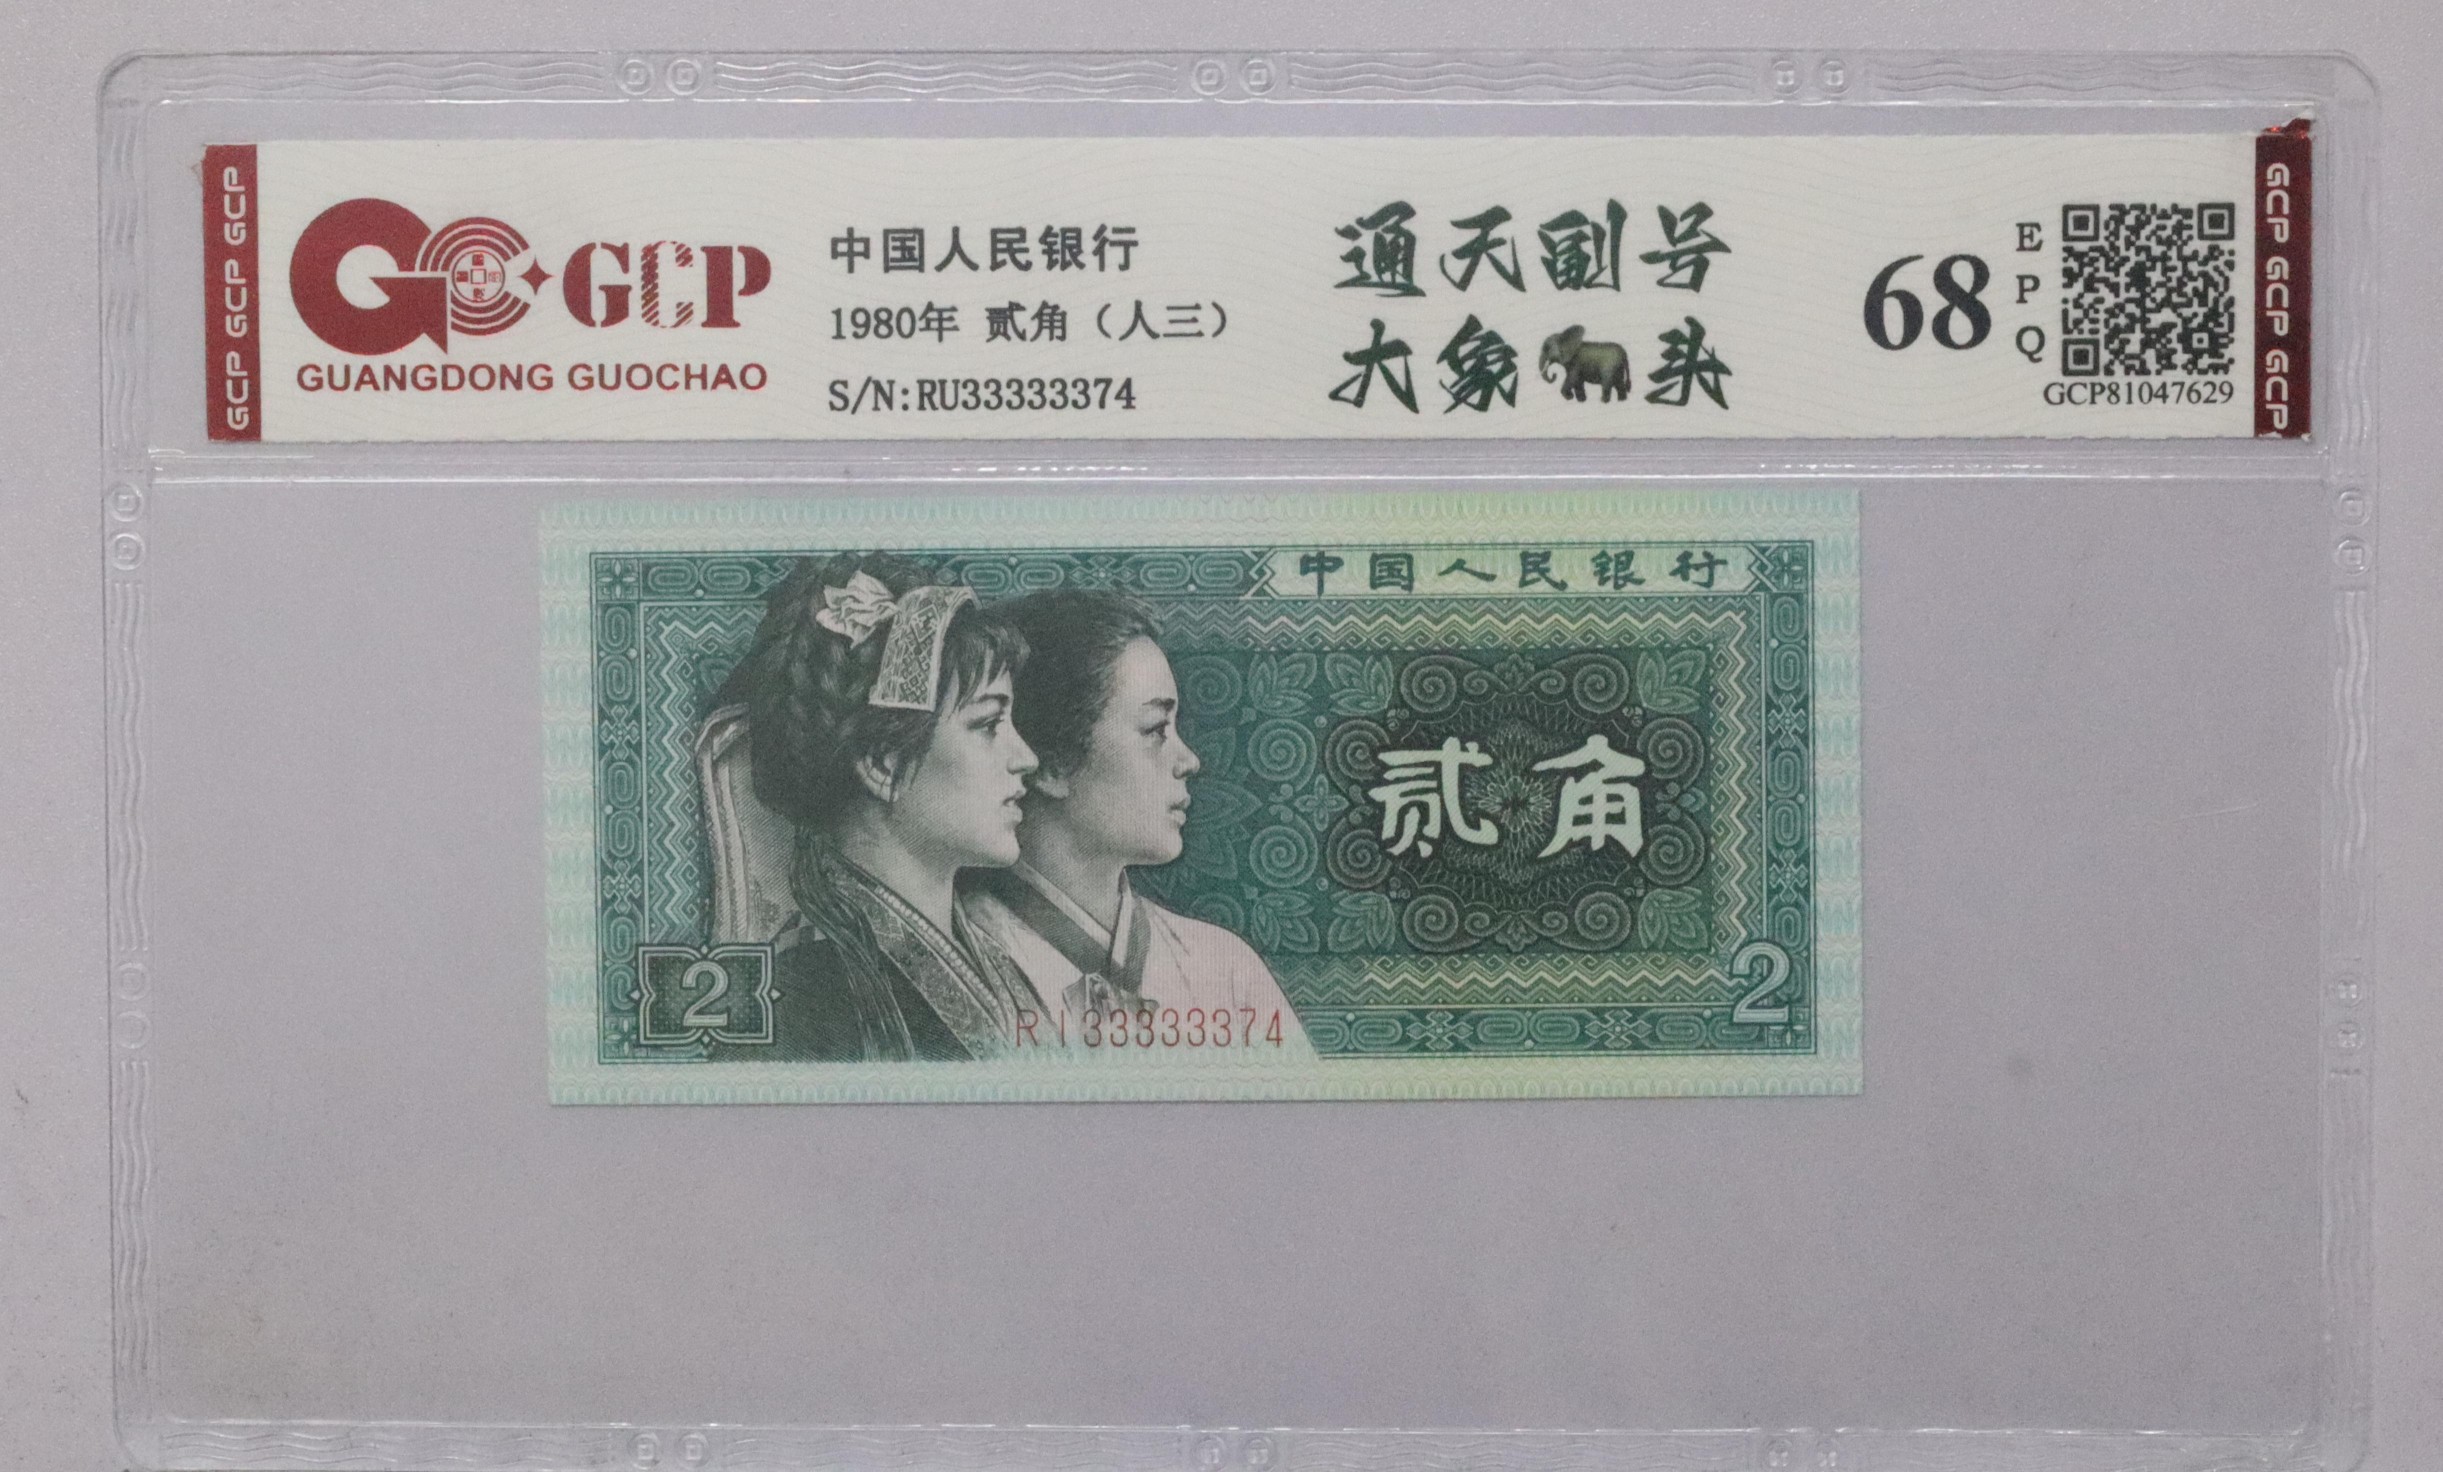 GCP GCP GCP
GCP
GUANGDONG GUOCHAO
中国人民银行
1980年 贰角（人三）
S/N:RU33333374
通天副号
大象头
68
EPQ
GCP81047629
GCP GCP GCP
中国人民银行
贰角
2
2
RI33333374